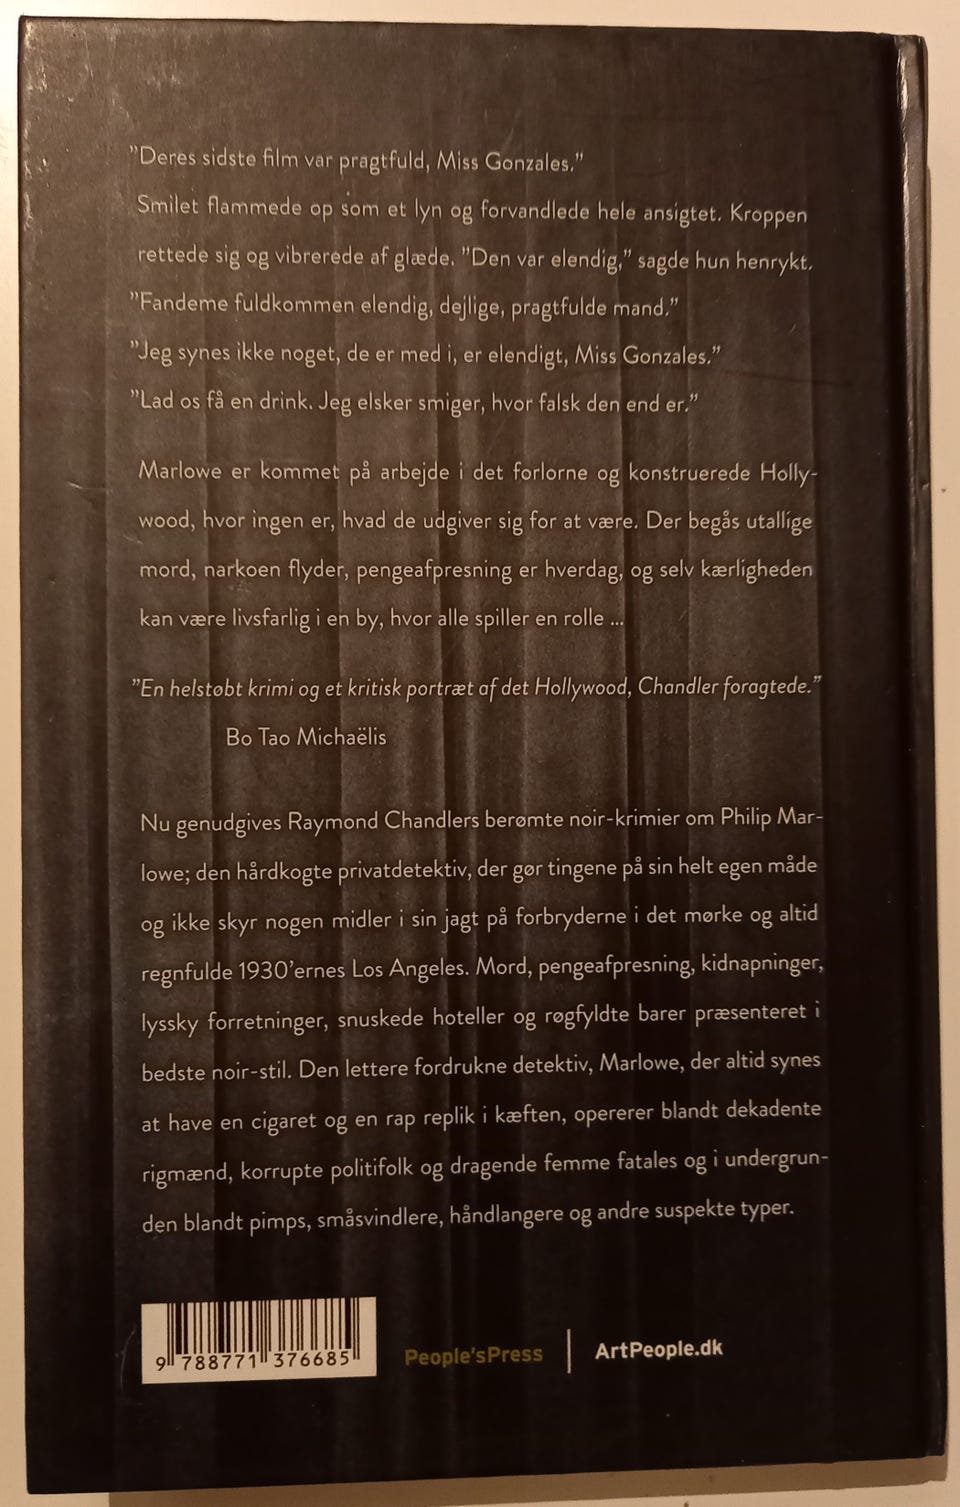 ”Deres sidste film var pragtfuld, Miss Gonzales.”
Smilet flammede op som et lyn og forvandlede hele ansigtet. Kroppen
rettede sig og vibrerede af glæde. ”Den var elendig,” sagde hun henrykt.
”Fandeme fuldkommen elendig, dejlige, pragtfulde mand.”
”Jeg synes ikke noget, de er med i, er elendigt, Miss Gonzales.”
”Lad os få en drink. Jeg elsker smiger, hvor falsk den end er.”
Marlowe er kommet på arbejde i det forlorne og konstruerede Holly-
wood, hvor ingen er, hvad de udgiver sig for at være. Der begås utallige
mord, narkoen flyder, pengeafpresning er hverdag, og selv kærligheden
kan være livsfarlig i en by, hvor alle spiller en rolle ...
”En helstøbt krimi og et kritisk portræt af det Hollywood, Chandler foragtede.”
Bo Tao Michaëlis
Nu genudgives Raymond Chandlers berømte noir-krimier om Philip Mar-
lowe; den hårdkogte privatdetektiv, der gør tingene på sin helt egen måde
og ikke skyr nogen midler i sin jagt på forbryderne i det mørke og altid
regnfulde 1930’ernes Los Angeles. Mord, pengeafpresning, kidnapninger,
lyssky forretninger, snuskede hoteller og røgfyldte barer præsenteret i
bedste noir-stil. Den lettere fordrukne detektiv, Marlowe, der altid synes
at have en cigaret og en rap replik i kæften, opererer blandt dekadente
rigmænd, korrupte politifolk og dragende femme fatales og i undergrun-
den blandt pimps, småsvindlere, håndlangere og andre suspekte typer.
9 788771 376685
People'sPress | ArtPeople.dk